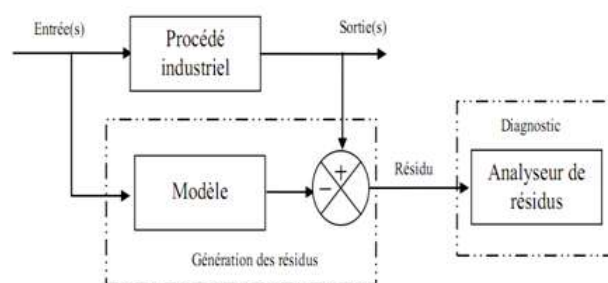 Entrée(s)
Procédé
industriel
Sortie(s)
Diagnostic
Modèle
+
−
Résidu
Analyseur de
résidus
Génération des résidus